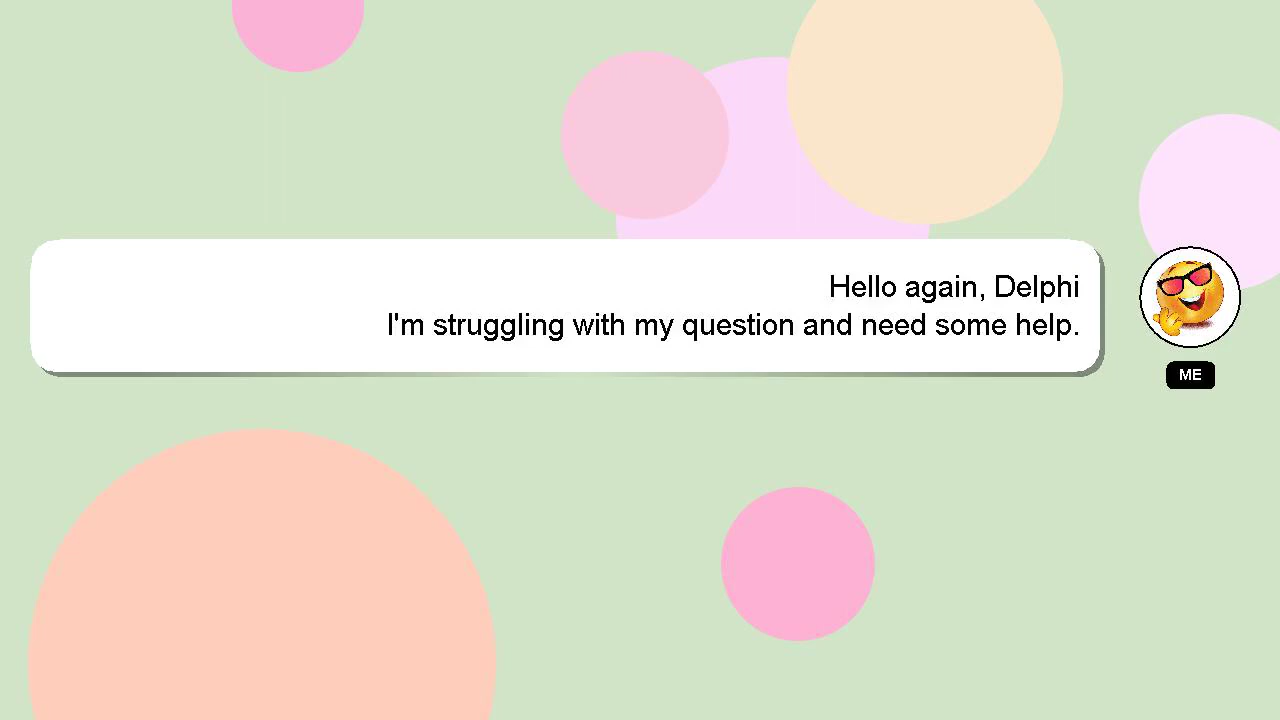 Hello again, Delphi
I'm struggling with my question and need some help.
ME